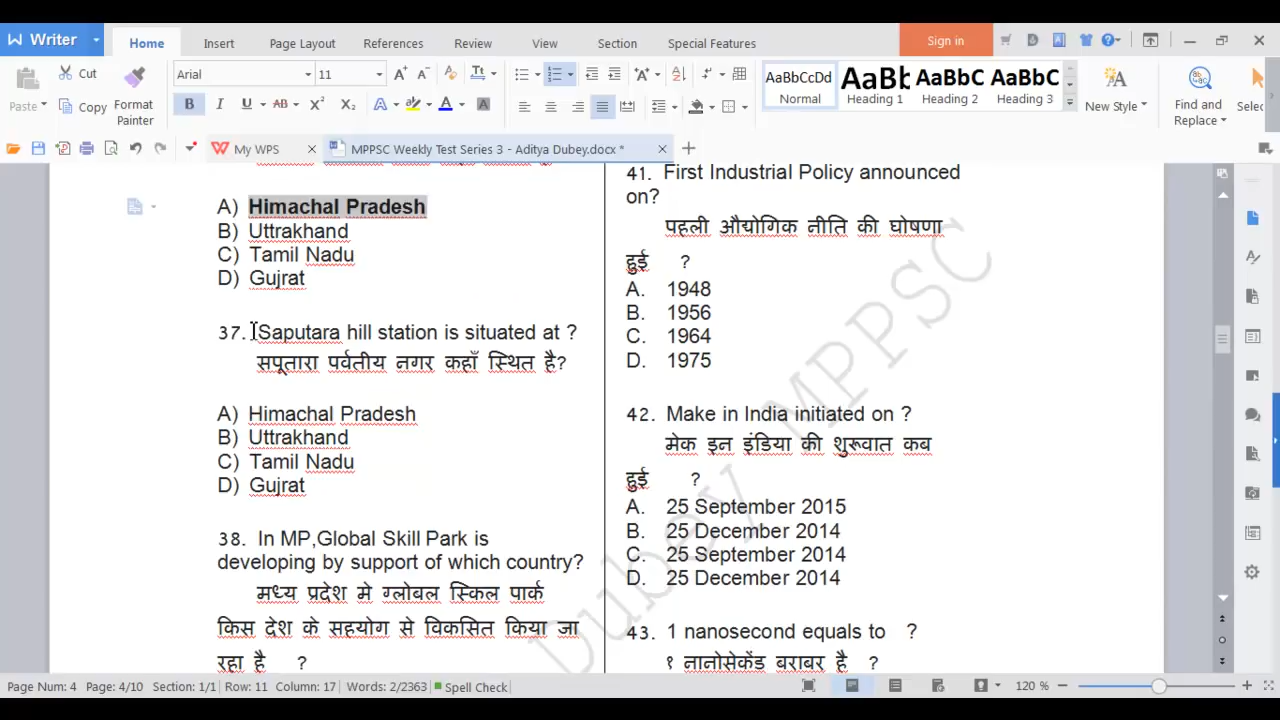 Writer
Home
Insert
Page Layout
References
Review
View
Section
Special Features
Sign in
Paste
Cut
Copy
Format
Painter
Arial
11
AaBbCcDd
Normal
AaBb
Heading 1
AaBbC
Heading 2
AaBbC
Heading 3
New Style
Find and
Replace
Selec
My WPS
MPPSC Weekly Test Series 3 - Aditya Dubey.docx *
A) Himachal Pradesh
B) Uttrakhand
C) Tamil Nadu
D) Gujrat
37. Saputara hill station is situated at ?
सपूतारा पर्वतीय नगर कहाँ स्थित है?
A) Himachal Pradesh
B) Uttrakhand
C) Tamil Nadu
D) Gujrat
38. In MP,Global Skill Park is
developing by support of which country?
मध्य प्रदेश मे ग्लोबल स्किल पार्क
किस देश के सहयोग से विकसित किया जा
रहा है ?
41. First Industrial Policy announced
on?
पहली औद्योगिक नीति की घोषणा
हुई ?
A. 1948
B. 1956
C. 1964
D. 1975
42. Make in India initiated on ?
मेक इन इंडिया की शुरूवात कब
हुई ?
A. 25 September 2015
B. 25 December 2014
C. 25 September 2014
D. 25 December 2014
43. 1 nanosecond equals to ?
१ नानोसेकेंड बराबर है ?
Dubey MPPSC
Page Num: 4 Page: 4/10 Section: 1/1 Row: 11 Column: 17 Words: 2/2363 Spell Check
120 %